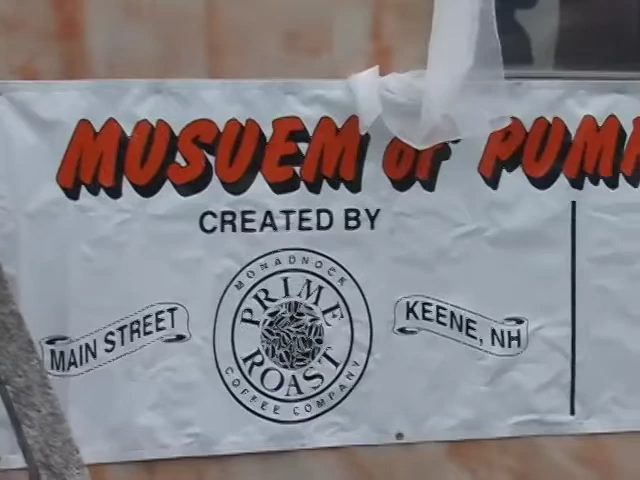 MUSUEM OF PUM
CREATED BY
MONADNOCK
PRIME
ROAST
COFFEE COMPANY
MAIN STREET
KEENE, NH